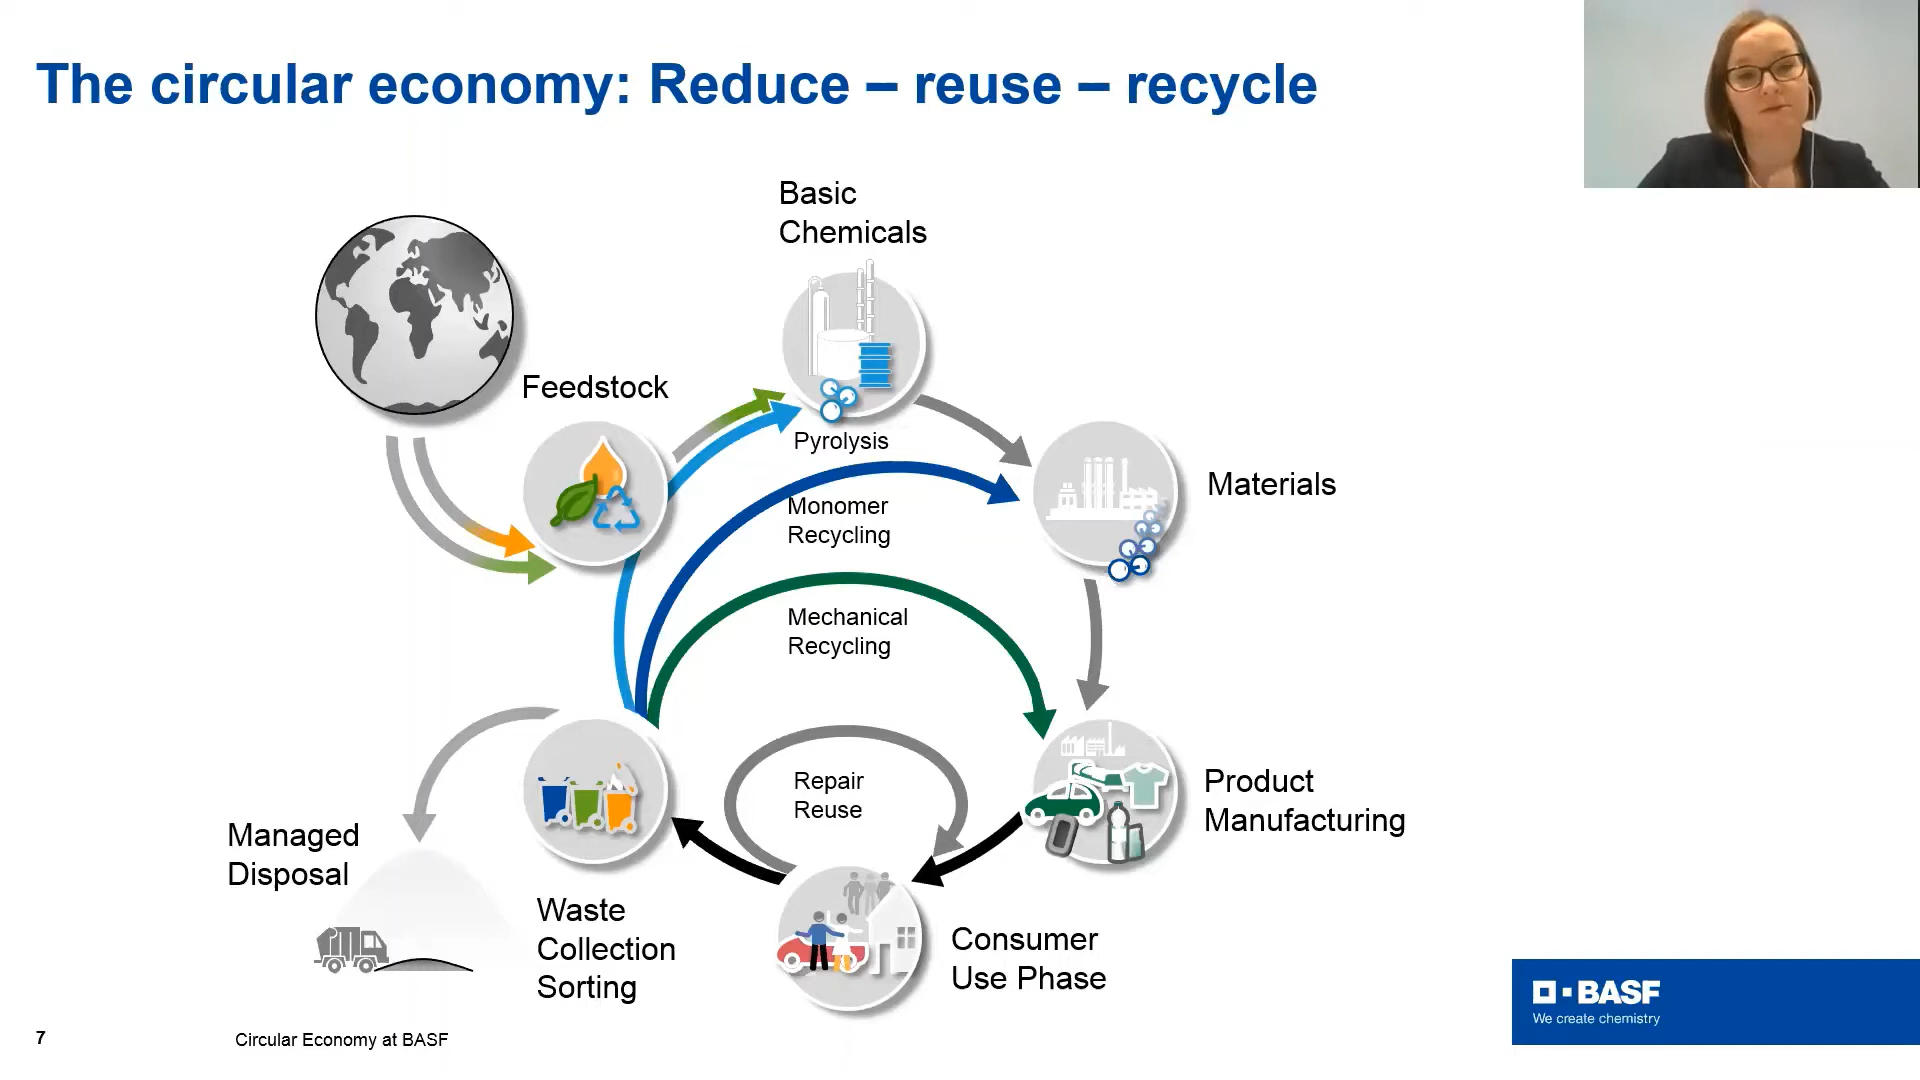 The circular economy: Reduce – reuse – recycle
Basic
Chemicals
Feedstock
Pyrolysis
Monomer
Recycling
Materials
Mechanical
Recycling
Repair
Reuse
Product
Manufacturing
Managed
Disposal
Waste
Collection
Sorting
Consumer
Use Phase
BASF
We create chemistry
7
Circular Economy at BASF